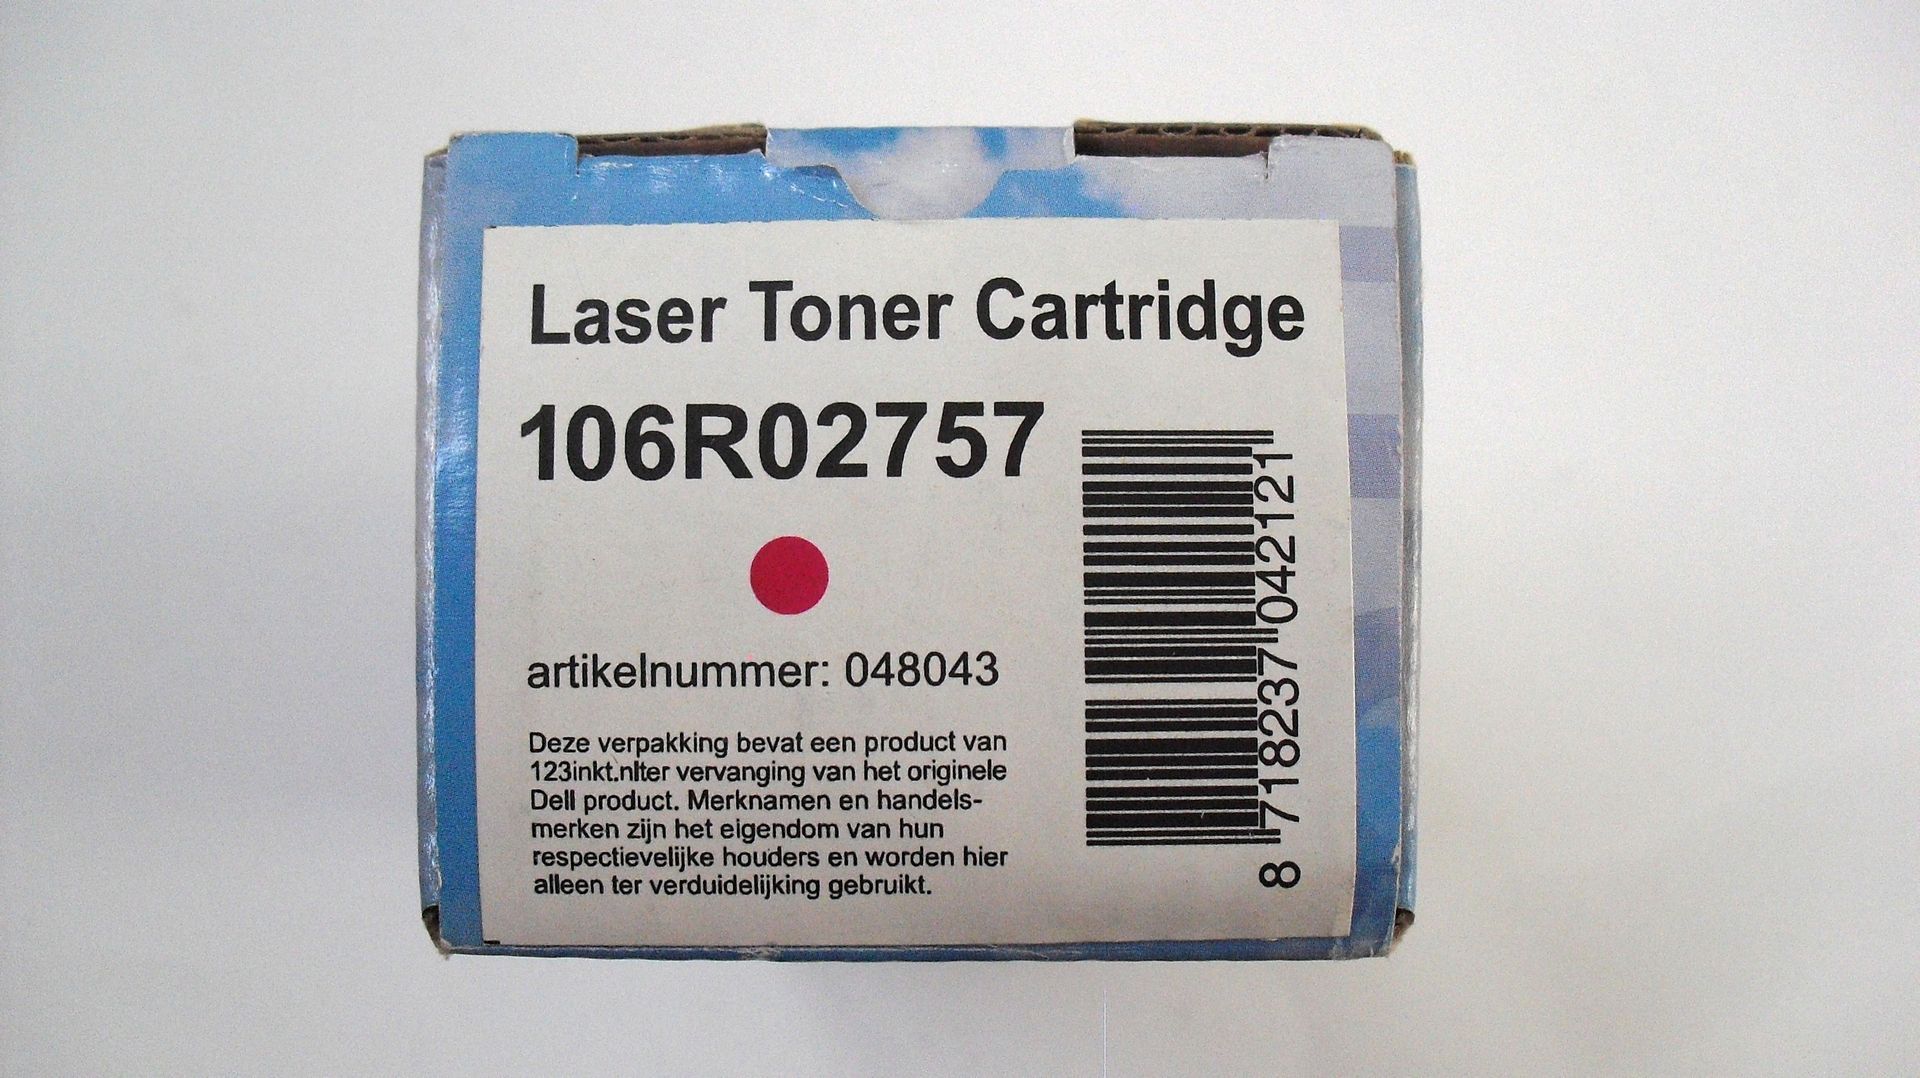 Laser Toner Cartridge
106R02757
artikelnummer: 048043
Deze verpakking bevat een product van
123inkt.nlter vervanging van het originele
Dell product. Merknamen en handels-
merken zijn het eigendom van hun
respectievelijke houders en worden hier
alleen ter verduidelijking gebruikt.
8 718237 042121